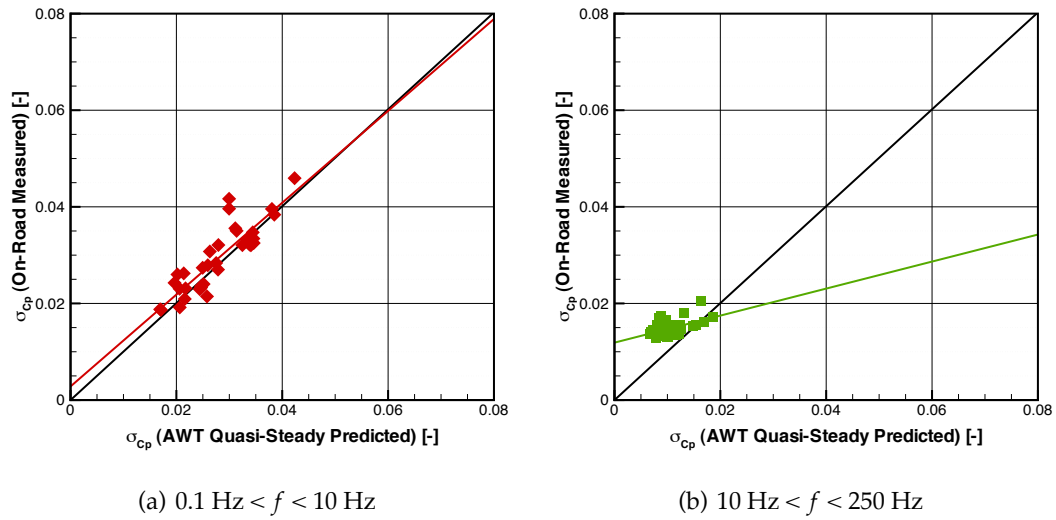 0.08
0.06
0.04
0.02
0
σCp (On-Road Measured) [-]
0 0.02 0.04 0.06 0.08
σCp (AWT Quasi-Steady Predicted) [-]
(a) 0.1 Hz < f < 10 Hz
0.08
0.06
0.04
0.02
0
σCp (On-Road Measured) [-]
0 0.02 0.04 0.06 0.08
σCp (AWT Quasi-Steady Predicted) [-]
(b) 10 Hz < f < 250 Hz